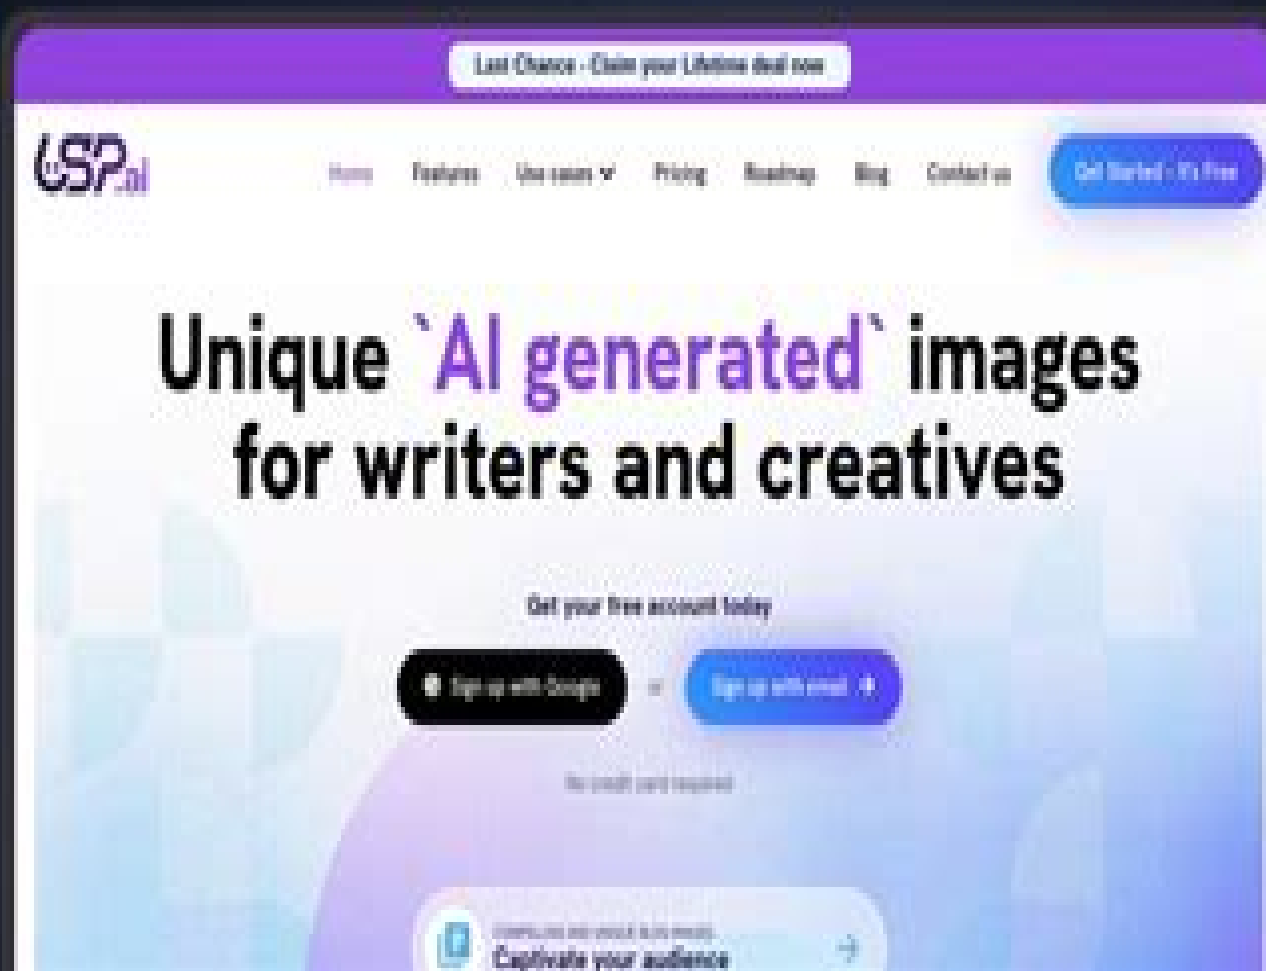 Last Chance - Claim your Lifetime deal now
USP.ai
Home Features Use cases Pricing Roadmap Blog Contact us Get Started - It's Free
Unique `AI generated` images
for writers and creatives
Get your free account today
Sign up with Google or Sign up with email
No credit card required
Captivate your audience